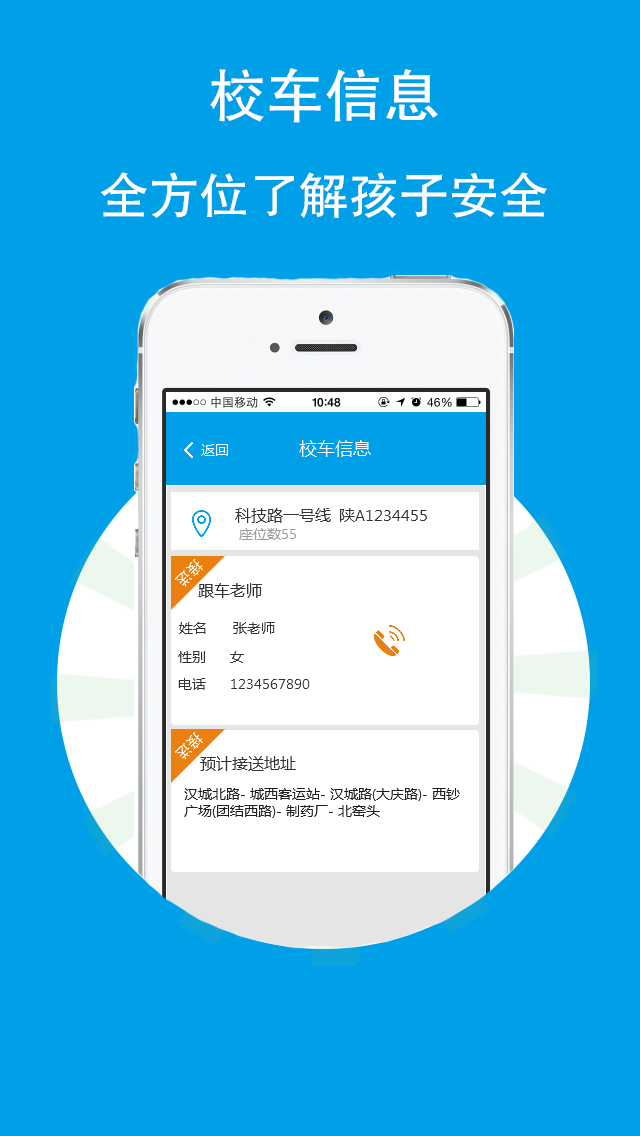 校车信息
全方位了解孩子安全
中国移动 10:48 46%
返回 校车信息
科技路一号线 陕A1234455
座位数55
接送
跟车老师
姓名 张老师
性别 女
电话 1234567890
接送
预计接送地址
汉城北路- 城西客运站- 汉城路(大庆路)- 西钞
广场(团结西路)- 制药厂- 北窑头